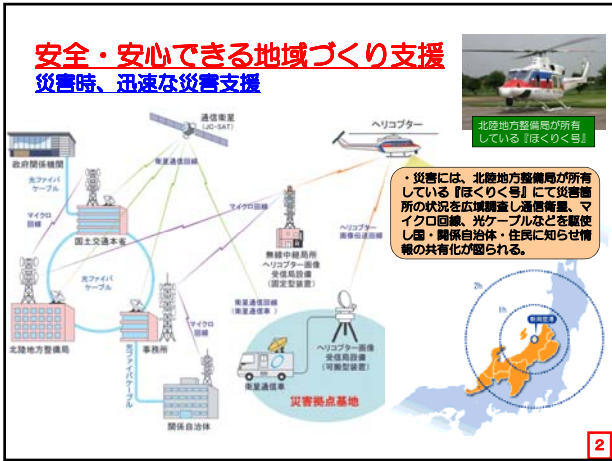 安全・安心できる地域づくり支援
災害時、迅速な災害支援
北陸地方整備局が所有
している『ほくりく号』
通信衛星
(JC-SAT)
ヘリコプター
政府関係機関
衛星通信回線
光ファイバ
ケーブル
マイクロ
回線
マイクロ回線
国土交通本省
無線中継局所
ヘリコプター画像
受信局設備
(固定型装置)
ヘリコプター
画像伝送回線
・災害には、北陸地方整備局が所有
している『ほくりく号』にて災害箇
所の状況を広域調査し通信衛星、マ
イクロ回線、光ケーブルなどを駆使
し国・関係自治体・住民に知らせ情
報の共有化が図られる。
光ファイバ
ケーブル
衛星通信回線
(衛星通信車)
マイクロ
回線
北陸地方整備局
事務所
光ファイバケーブル
ヘリコプター画像
受信局設備
(可搬型装置)
衛星通信車
災害拠点基地
関係自治体
2h
1h
新潟空港
2